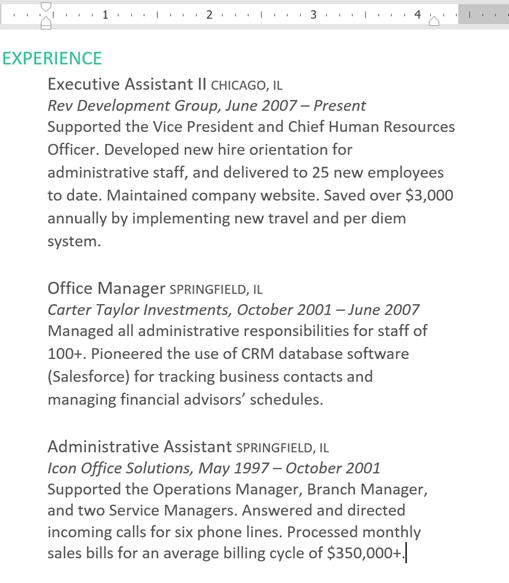 1 2 3 4
EXPERIENCE
Executive Assistant II CHICAGO, IL
Rev Development Group, June 2007 – Present
Supported the Vice President and Chief Human Resources
Officer. Developed new hire orientation for
administrative staff, and delivered to 25 new employees
to date. Maintained company website. Saved over $3,000
annually by implementing new travel and per diem
system.
Office Manager SPRINGFIELD, IL
Carter Taylor Investments, October 2001 – June 2007
Managed all administrative responsibilities for staff of
100+. Pioneered the use of CRM database software
(Salesforce) for tracking business contacts and
managing financial advisors’ schedules.
Administrative Assistant SPRINGFIELD, IL
Icon Office Solutions, May 1997 – October 2001
Supported the Operations Manager, Branch Manager,
and two Service Managers. Answered and directed
incoming calls for six phone lines. Processed monthly
sales bills for an average billing cycle of $350,000+.